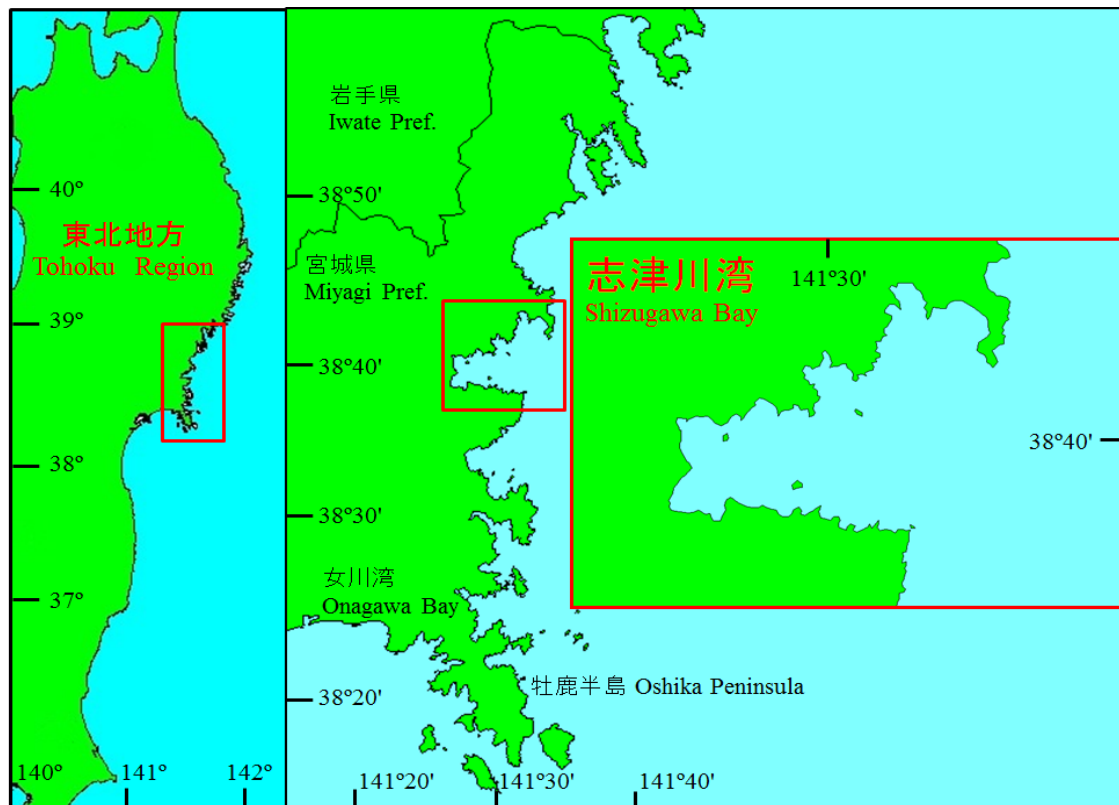 40°
東北地方
Tohoku Region
39°
38°
37°
140°
141°
142°
岩手県
Iwate Pref.
38°50'
宮城県
Miyagi Pref.
38°40'
38°30'
女川湾
Onagawa Bay
38°20'
牡鹿半島 Oshika Peninsula
141°20'
141°30'
141°40'
志津川湾
Shizugawa Bay
141°30'
38°40'